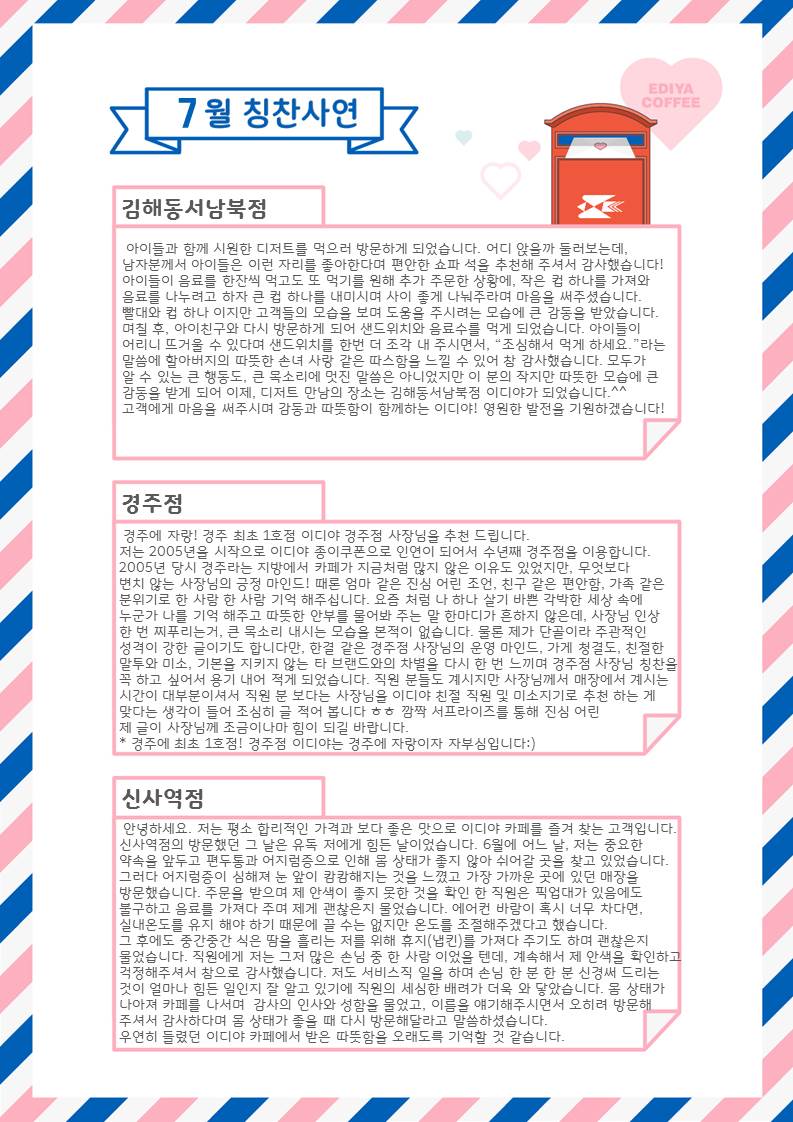 EDIYA
COFFEE
7월 칭찬사연
김해동서남북점
아이들과 함께 시원한 디저트를 먹으러 방문하게 되었습니다. 어디 앉을까 둘러보는데,
남자분께서 아이들은 이런 자리를 좋아한다며 편안한 쇼파 석을 추천해 주셔서 감사했습니다!
아이들이 음료를 한잔씩 먹고도 또 먹기를 원해 추가 주문한 상황에, 작은 컵 하나를 가져와
음료를 나누려고 하자 큰 컵 하나를 내미시며 사이 좋게 나눠주라며 마음을 써주셨습니다.
빨대와 컵 하나 이지만 고객들의 모습을 보며 도움을 주시려는 모습에 큰 감동을 받았습니다.
며칠 후, 아이친구와 다시 방문하게 되어 샌드위치와 음료수를 먹게 되었습니다. 아이들이
어리니 뜨거울 수 있다며 샌드위치를 한번 더 조각 내 주시면서, “조심해서 먹게 하세요.”라는
말씀에 할아버지의 따뜻한 손녀 사랑 같은 따스함을 느낄 수 있어 참 감사했습니다. 모두가
알 수 있는 큰 행동도, 큰 목소리에 멋진 말씀은 아니었지만 이 분의 작지만 따뜻한 모습에 큰
감동을 받게 되어 이제, 디저트 만남의 장소는 김해동서남북점 이디야가 되었습니다.^^
고객에게 마음을 써주시며 감동과 따뜻함이 함께하는 이디야! 영원한 발전을 기원하겠습니다!
경주점
경주에 자랑! 경주 최초 1호점 이디야 경주점 사장님을 추천 드립니다.
저는 2005년을 시작으로 이디야 종이쿠폰으로 인연이 되어서 수년째 경주점을 이용합니다.
2005년 당시 경주라는 지방에서 카페가 지금처럼 많지 않은 이유도 있었지만, 무엇보다
변치 않는 사장님의 긍정 마인드! 때론 엄마 같은 진심 어린 조언, 친구 같은 편안함, 가족 같은
분위기로 한 사람 한 사람 기억 해주십니다. 요즘 처럼 나 하나 살기 바쁜 각박한 세상 속에
누군가 나를 기억 해주고 따뜻한 안부를 물어봐 주는 말 한마디가 흔하지 않은데, 사장님 인상
한 번 찌푸리는거, 큰 목소리 내시는 모습을 본적이 없습니다. 물론 제가 단골이라 주관적인
성격이 강한 글이기도 합니다만, 한결 같은 경주점 사장님의 운영 마인드, 가게 청결도, 친절한
말투와 미소, 기본을 지키지 않는 타 브랜드와의 차별을 다시 한 번 느끼며 경주점 사장님 칭찬을
꼭 하고 싶어서 용기 내어 적게 되었습니다. 직원 분들도 계시지만 사장님께서 매장에서 계시는
시간이 대부분이셔서 직원 분 보다는 사장님을 이디야 친절 직원 및 미소지기로 추천 하는 게
맞다는 생각이 들어 조심히 글 적어 봅니다 ㅎㅎ 깜짝 서프라이즈를 통해 진심 어린
제 글이 사장님께 조금이나마 힘이 되길 바랍니다.
* 경주에 최초 1호점! 경주점 이디야는 경주에 자랑이자 자부심입니다:)
신사역점
안녕하세요. 저는 평소 합리적인 가격과 보다 좋은 맛으로 이디야 카페를 즐겨 찾는 고객입니다.
신사역점의 방문했던 그 날은 유독 저에게 힘든 날이었습니다. 6월에 어느 날, 저는 중요한
약속을 앞두고 편두통과 어지럼증으로 인해 몸 상태가 좋지 않아 쉬어갈 곳을 찾고 있었습니다.
그러다 어지럼증이 심해져 눈 앞이 캄캄해지는 것을 느꼈고 가장 가까운 곳에 있던 매장을
방문했습니다. 주문을 받으며 제 안색이 좋지 못한 것을 확인 한 직원은 픽업대가 있음에도
불구하고 음료를 가져다 주며 제게 괜찮은지 물었습니다. 에어컨 바람이 혹시 너무 차다면,
실내온도를 유지 해야 하기 때문에 끌 수는 없지만 온도를 조절해주겠다고 했습니다.
그 후에도 중간중간 식은 땀을 흘리는 저를 위해 휴지(냅킨)를 가져다 주기도 하며 괜찮은지
물었습니다. 직원에게 저는 그저 많은 손님 중 한 사람 이었을 텐데, 계속해서 제 안색을 확인하고
걱정해주셔서 참으로 감사했습니다. 저도 서비스직 일을 하며 손님 한 분 한 분 신경써 드리는
것이 얼마나 힘든 일인지 잘 알고 있기에 직원의 세심한 배려가 더욱 와 닿았습니다. 몸 상태가
나아져 카페를 나서며 감사의 인사와 성함을 물었고, 이름을 얘기해주시면서 오히려 방문해
주셔서 감사하다며 몸 상태가 좋을 때 다시 방문해달라고 말씀하셨습니다.
우연히 들렸던 이디야 카페에서 받은 따뜻함을 오래도록 기억할 것 같습니다.